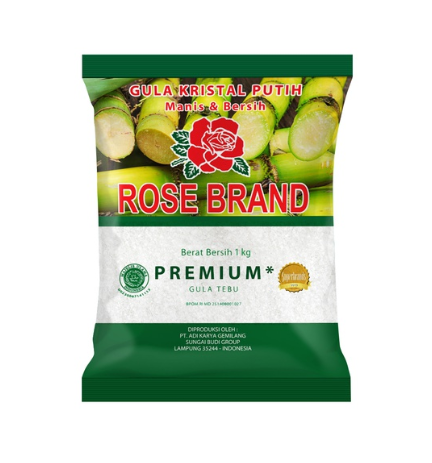 GULA KRISTAL PUTIH
Manis & Bersih
ROSE BRAND
Berat Bersih 1 kg
PREMIUM*
GULA TEBU
Superbrands
DIPRODUKSI OLEH :
PT. ADI KARYA GEMILANG
SUNGAI BUDI GROUP
LAMPUNG 35244 - INDONESIA